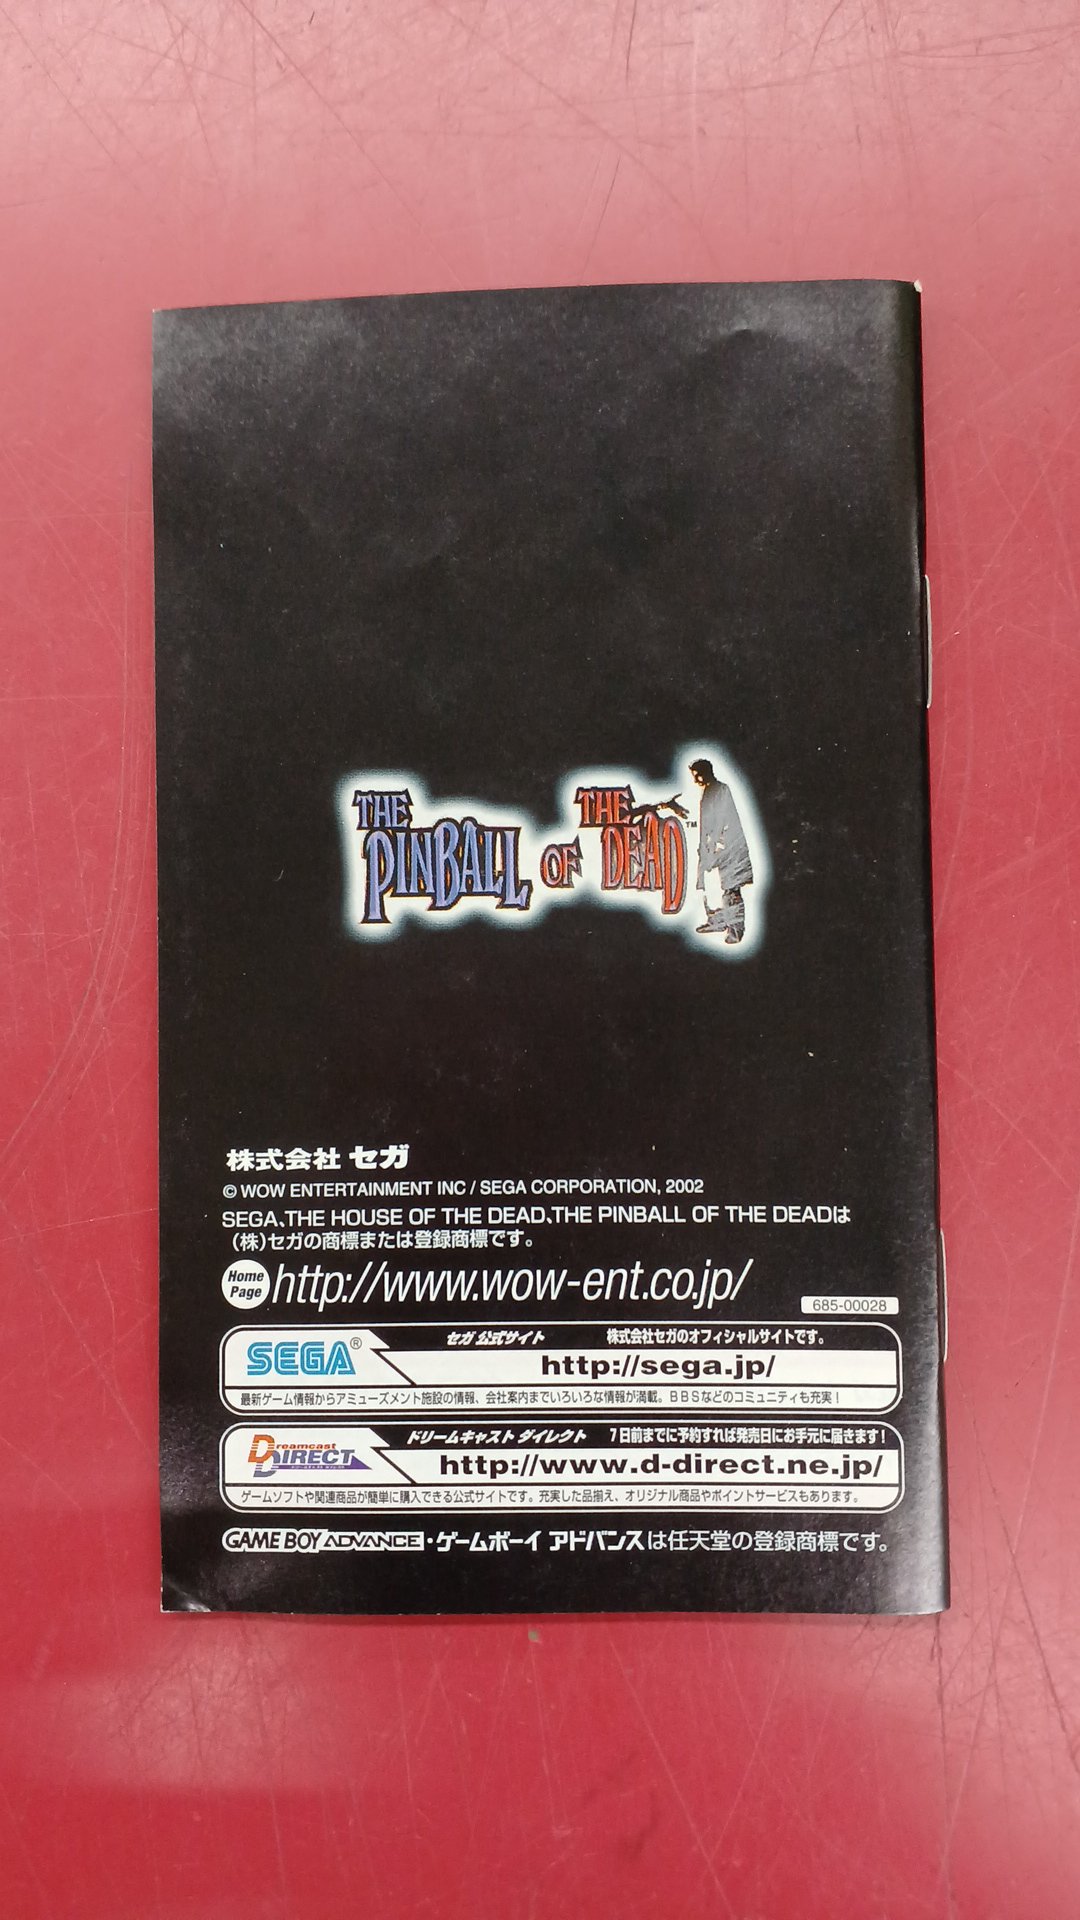 THE PINBALL OF THE DEAD™
株式会社 セガ
© WOW ENTERTAINMENT INC / SEGA CORPORATION, 2002
SEGA、THE HOUSE OF THE DEAD、THE PINBALL OF THE DEADは
（株）セガの商標または登録商標です。
Home Page http://www.wow-ent.co.jp/
685-00028
SEGA®
セガ 公式サイト 株式会社セガのオフィシャルサイトです。
http://sega.jp/
最新ゲーム情報からアミューズメント施設の情報、会社案内までいろいろな情報が満載。BBSなどのコミュニティも充実！
Dreamcast DIRECT
ドリームキャスト ダイレクト 7日前までに予約すれば発売日にお手元に届きます！
http://www.d-direct.ne.jp/
ゲームソフトや関連商品が簡単に購入できる公式サイトです。充実した品揃え、オリジナル商品やポイントサービスもあります。
GAME BOY ADVANCE・ゲームボーイ アドバンスは任天堂の登録商標です。